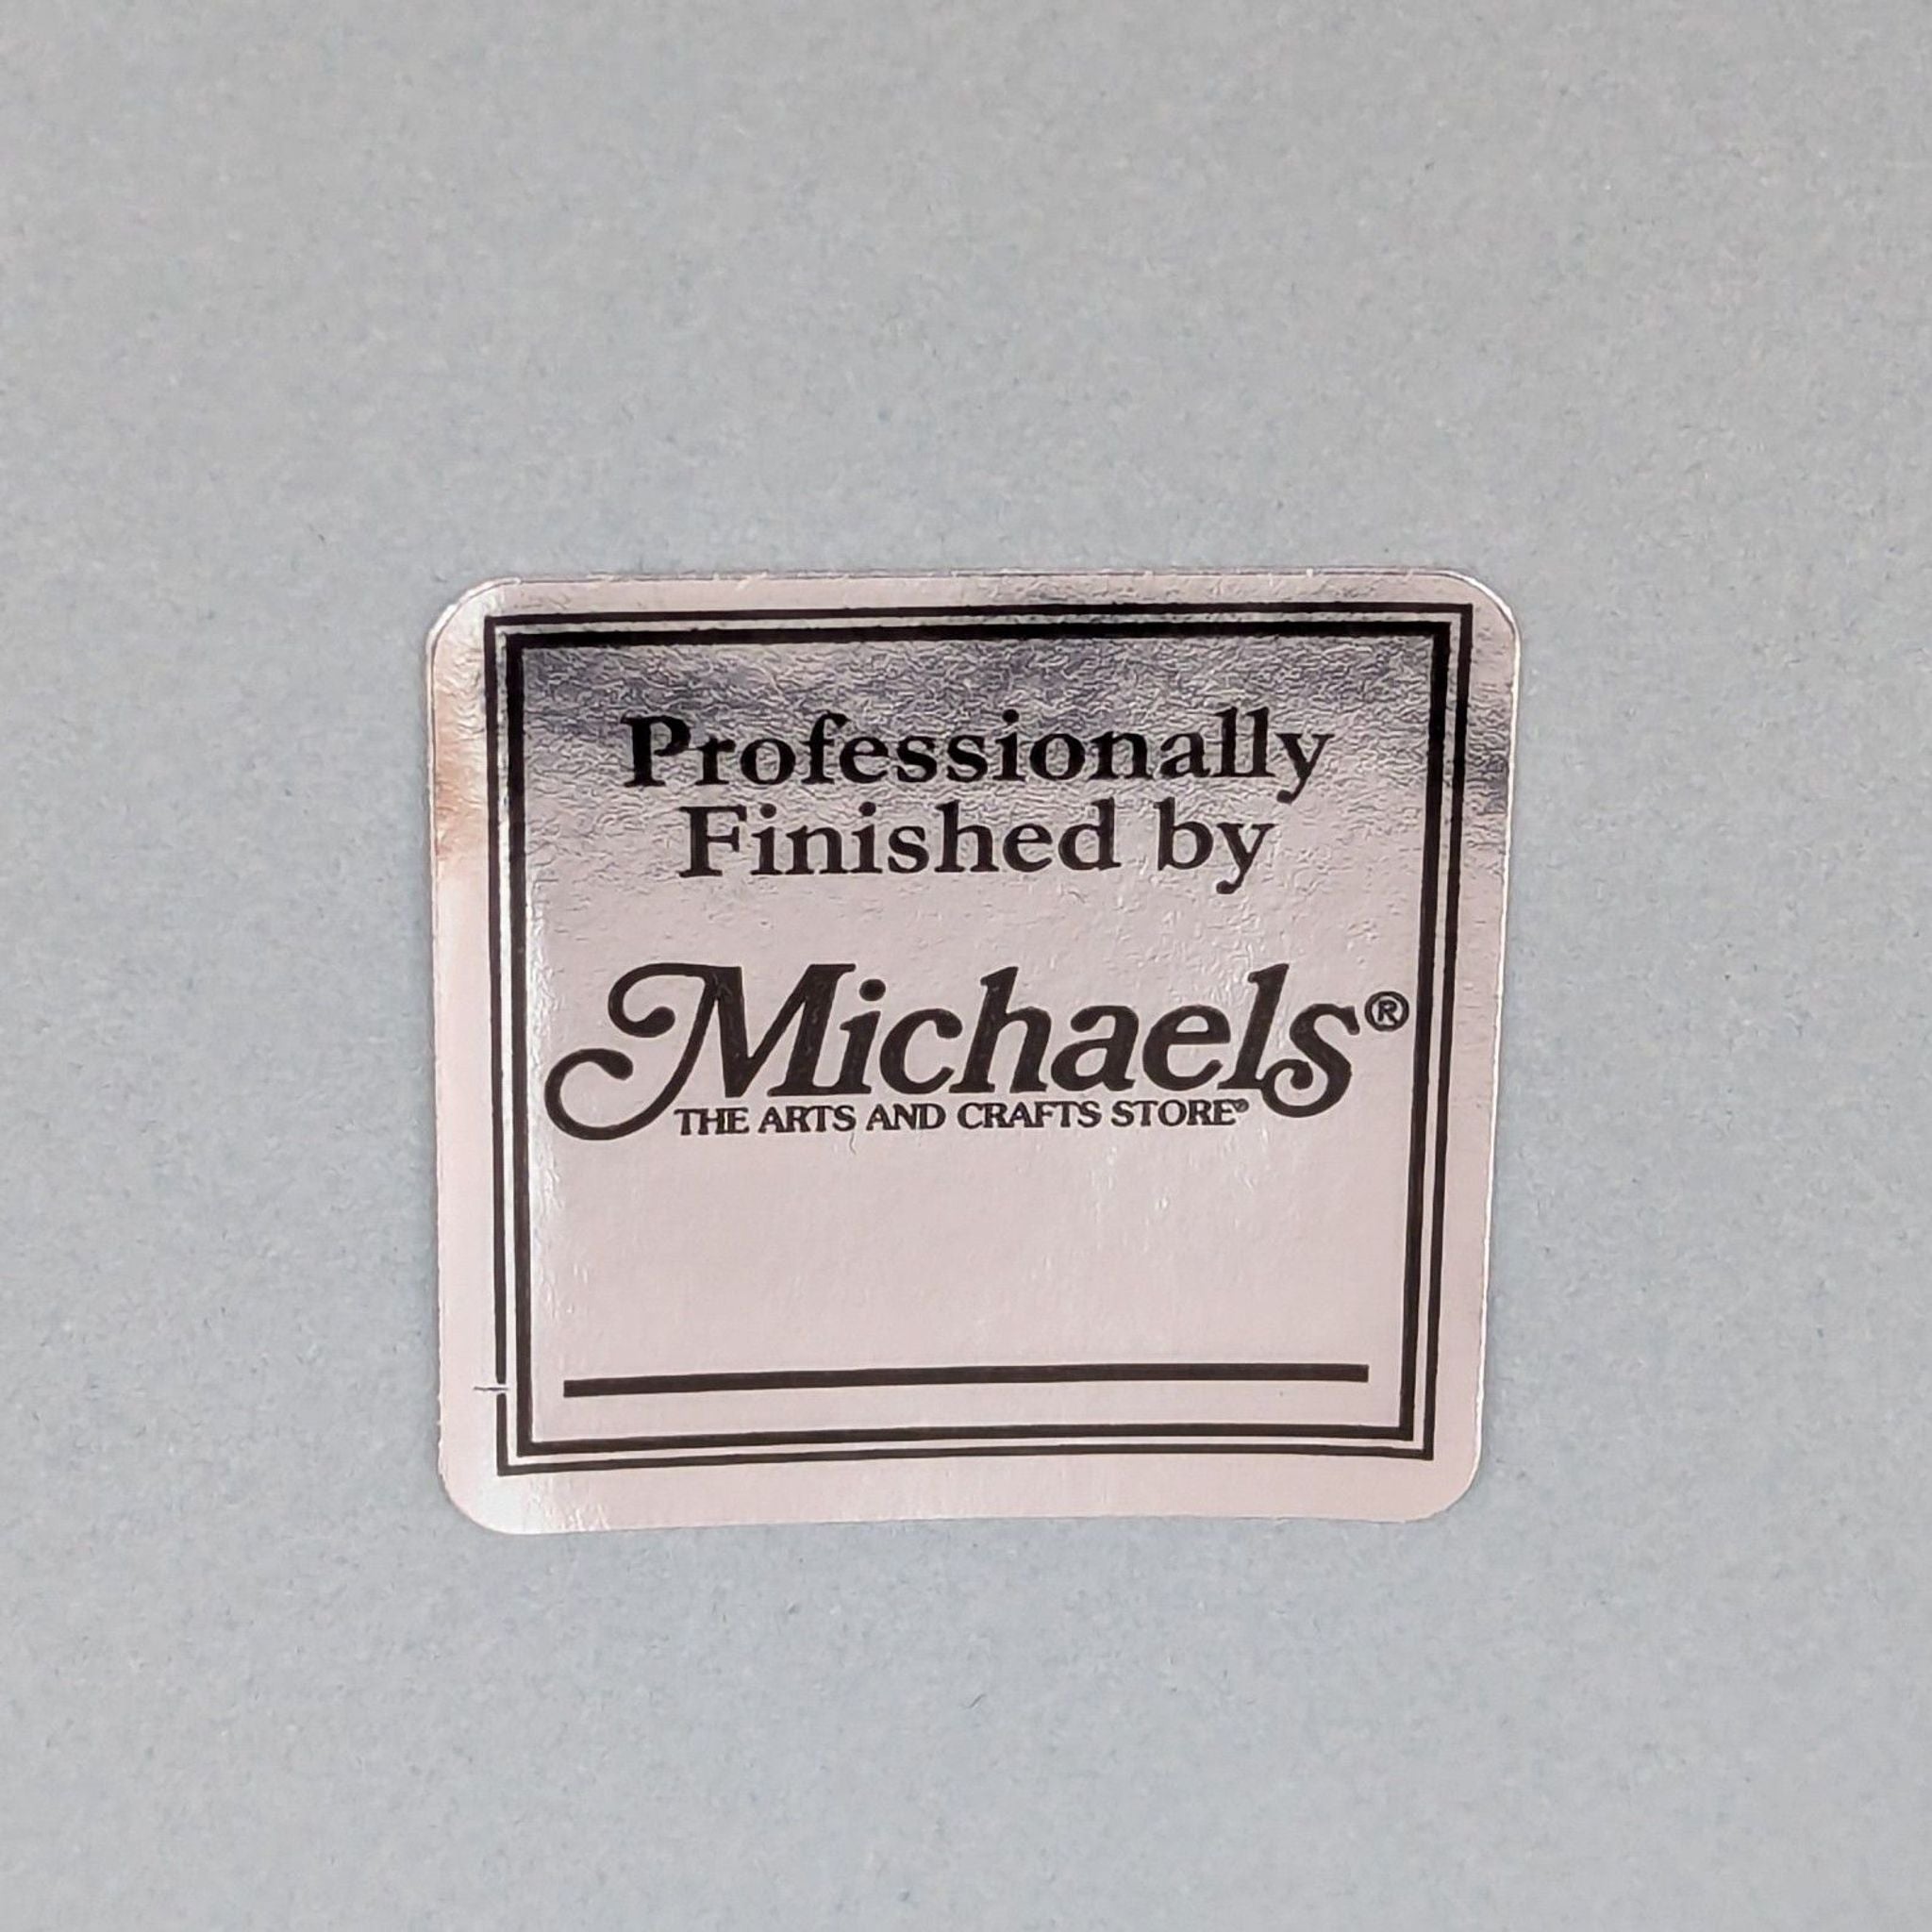 Professionally
Finished by
Michaels®
THE ARTS AND CRAFTS STORE®